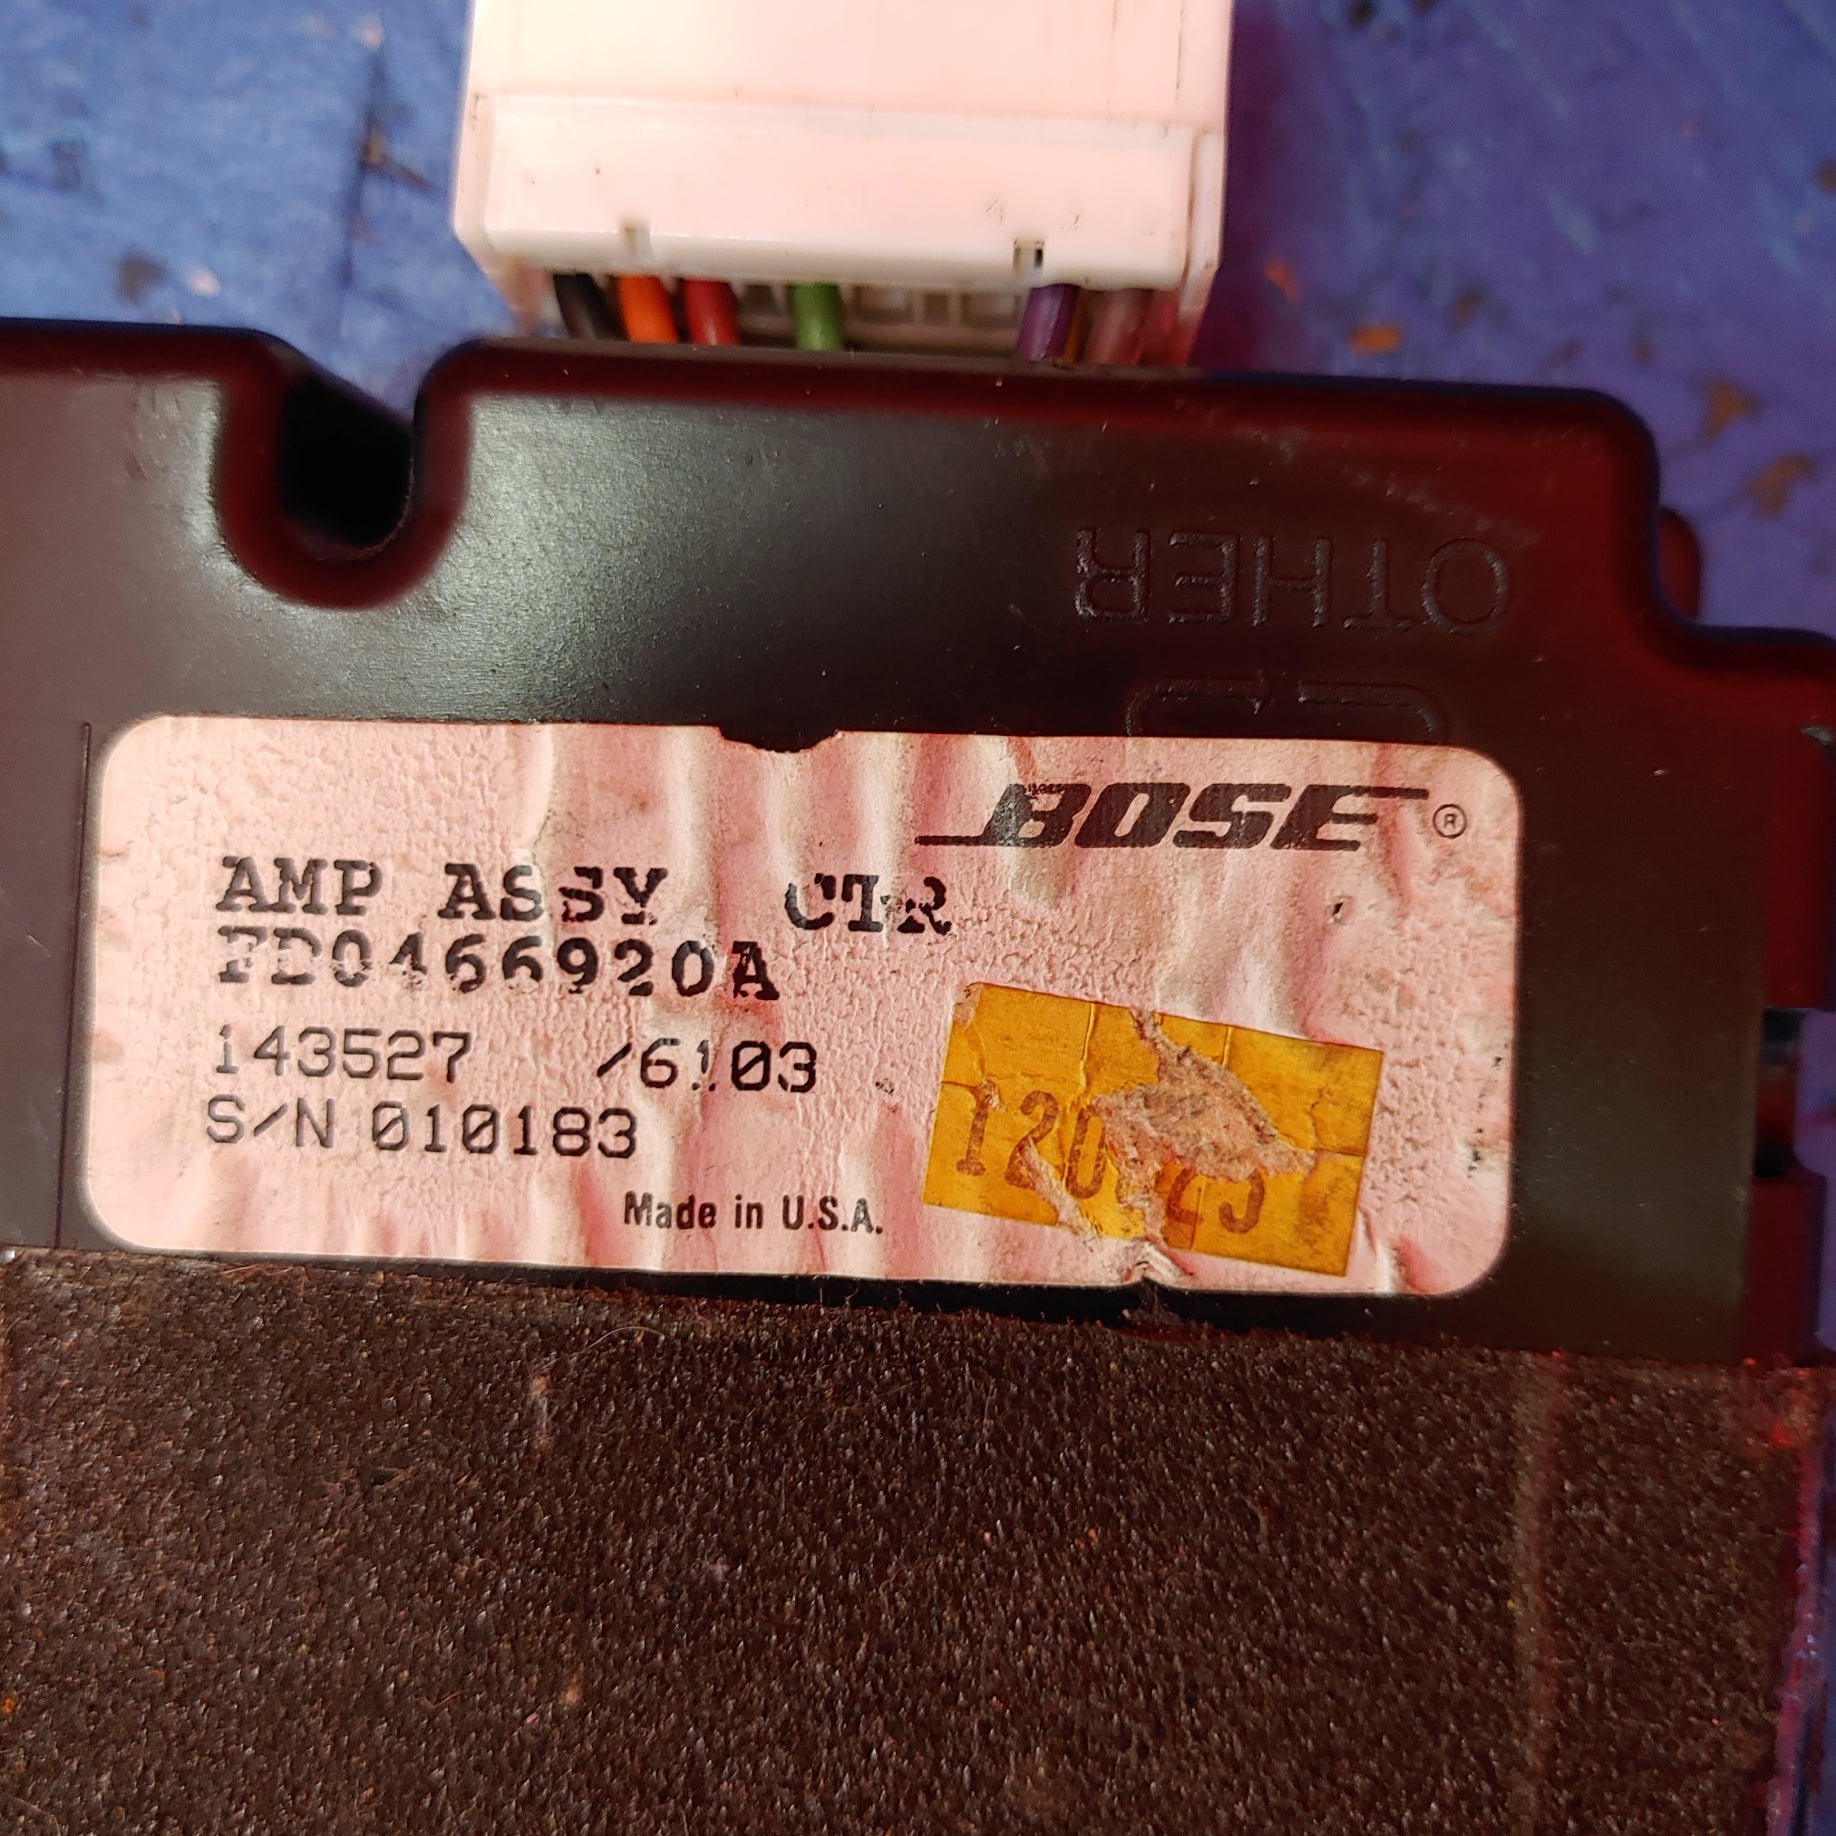 OTHER
BOSE®
AMP ASSY CTR
FD0466920A
143527 /6103
S/N 010183
Made in U.S.A.